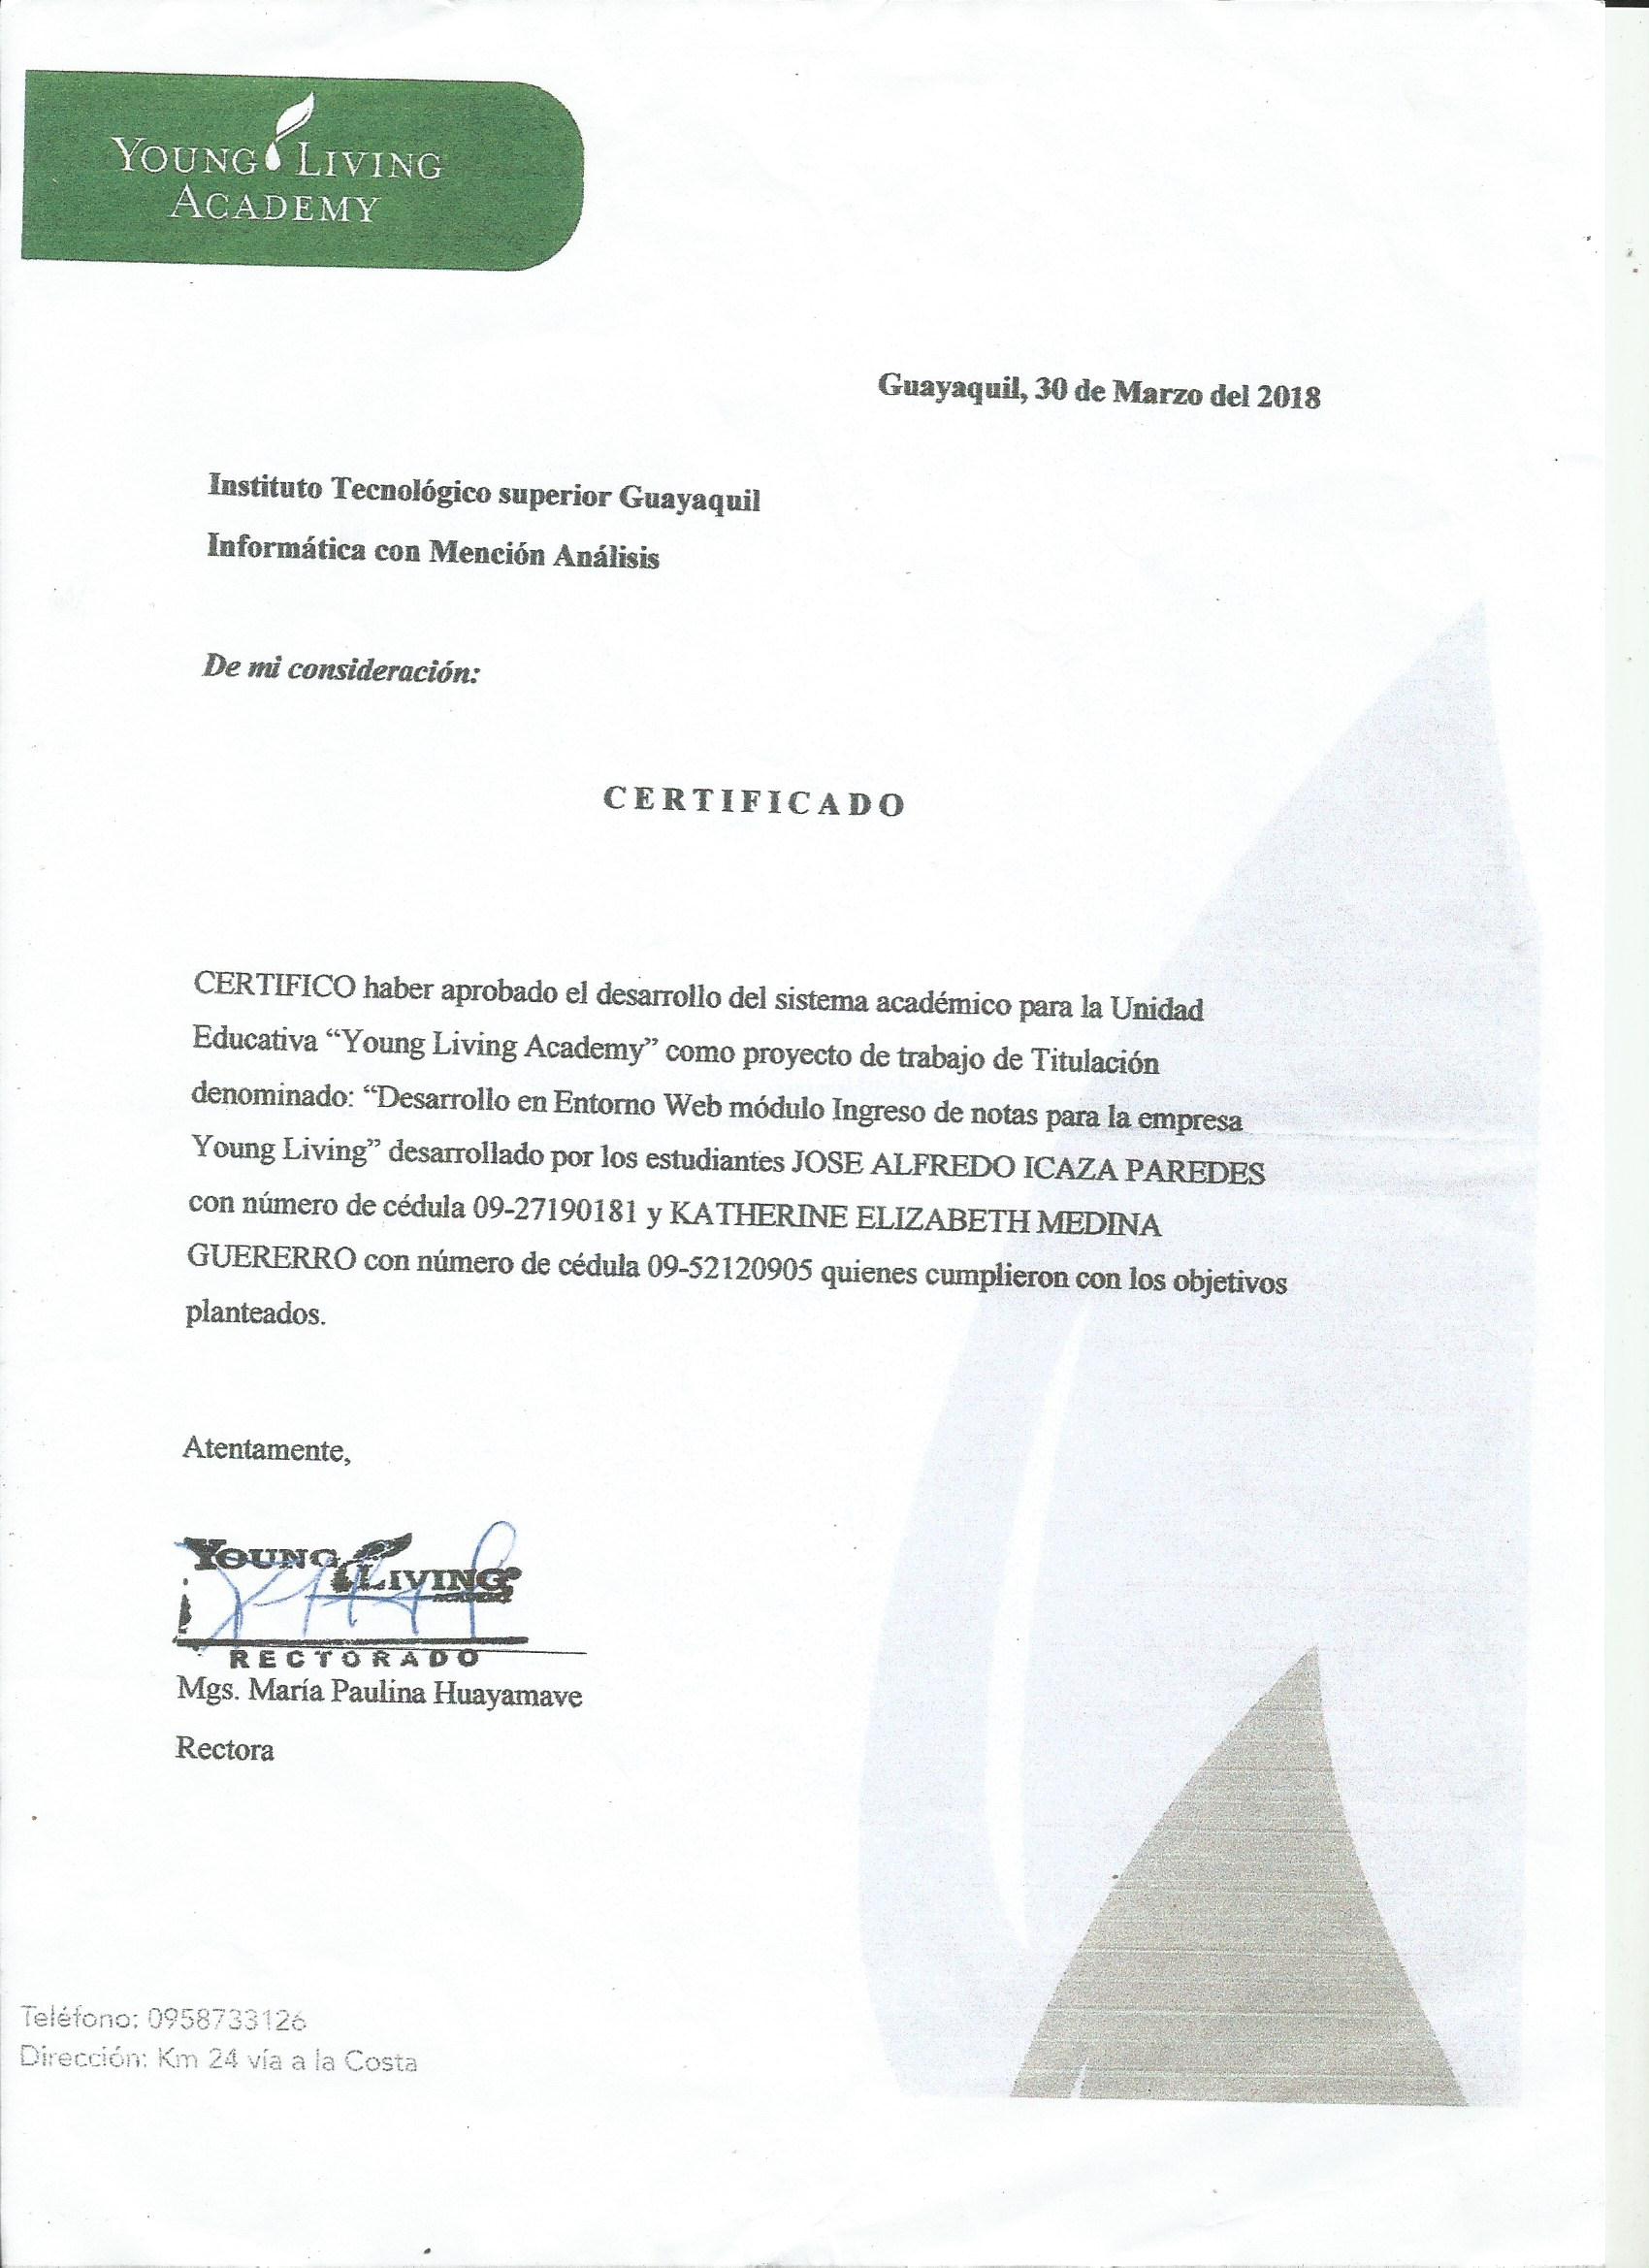 YOUNG LIVING
ACADEMY
Guayaquil, 30 de Marzo del 2018
Instituto Tecnológico superior Guayaquil
Informática con Mención Análisis
De mi consideración:
CERTIFICADO
CERTIFICO haber aprobado el desarrollo del sistema académico para la Unidad
Educativa “Young Living Academy” como proyecto de trabajo de Titulación
denominado: “Desarrollo en Entorno Web módulo Ingreso de notas para la empresa
Young Living” desarrollado por los estudiantes JOSE ALFREDO ICAZA PAREDES
con número de cédula 09-27190181 y KATHERINE ELIZABETH MEDINA
GUERERRO con número de cédula 09-52120905 quienes cumplieron con los objetivos
planteados.
Atentamente,
YOUNG LIVING
ACADEMY
RECTORADO
Mgs. María Paulina Huayamave
Rectora
Teléfono: 0958733126
Dirección: Km 24 vía a la Costa